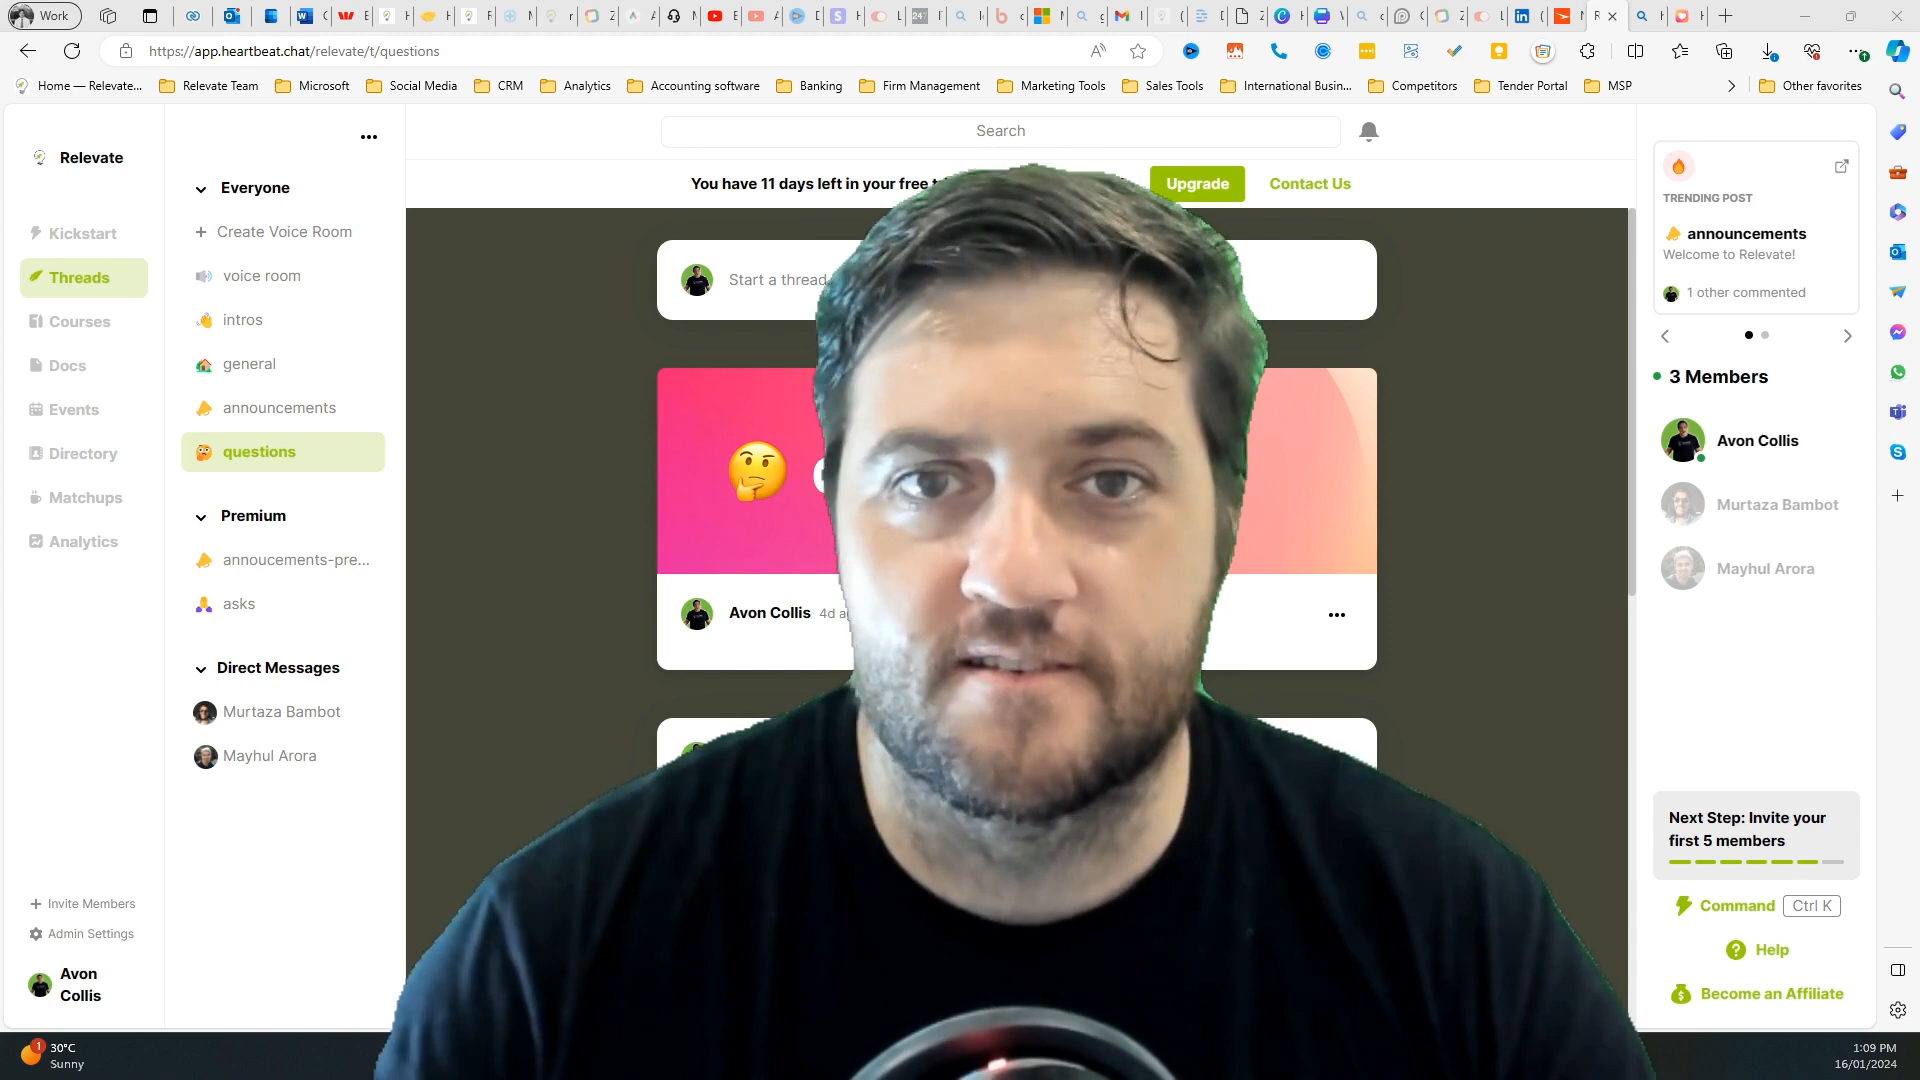 Work
https://app.heartbeat.chat/relevate/t/questions
Home — Relevate...
Relevate Team
Microsoft
Social Media
CRM
Analytics
Accounting software
Banking
Firm Management
Marketing Tools
Sales Tools
International Busin...
Competitors
Tender Portal
MSP
Other favorites
Relevate
Kickstart
Threads
Courses
Docs
Events
Directory
Matchups
Analytics
Invite Members
Admin Settings
Avon
Collis
Everyone
Create Voice Room
voice room
intros
general
announcements
questions
Premium
annoucements-pre...
asks
Direct Messages
Murtaza Bambot
Mayhul Arora
Search
You have 11 days left in your free
Upgrade
Contact Us
Start a thread
Avon Collis 4d
TRENDING POST
announcements
Welcome to Relevate!
1 other commented
3 Members
Avon Collis
Murtaza Bambot
Mayhul Arora
Next Step: Invite your
first 5 members
Command Ctrl K
Help
Become an Affiliate
1
30°C
Sunny
1:09 PM
16/01/2024